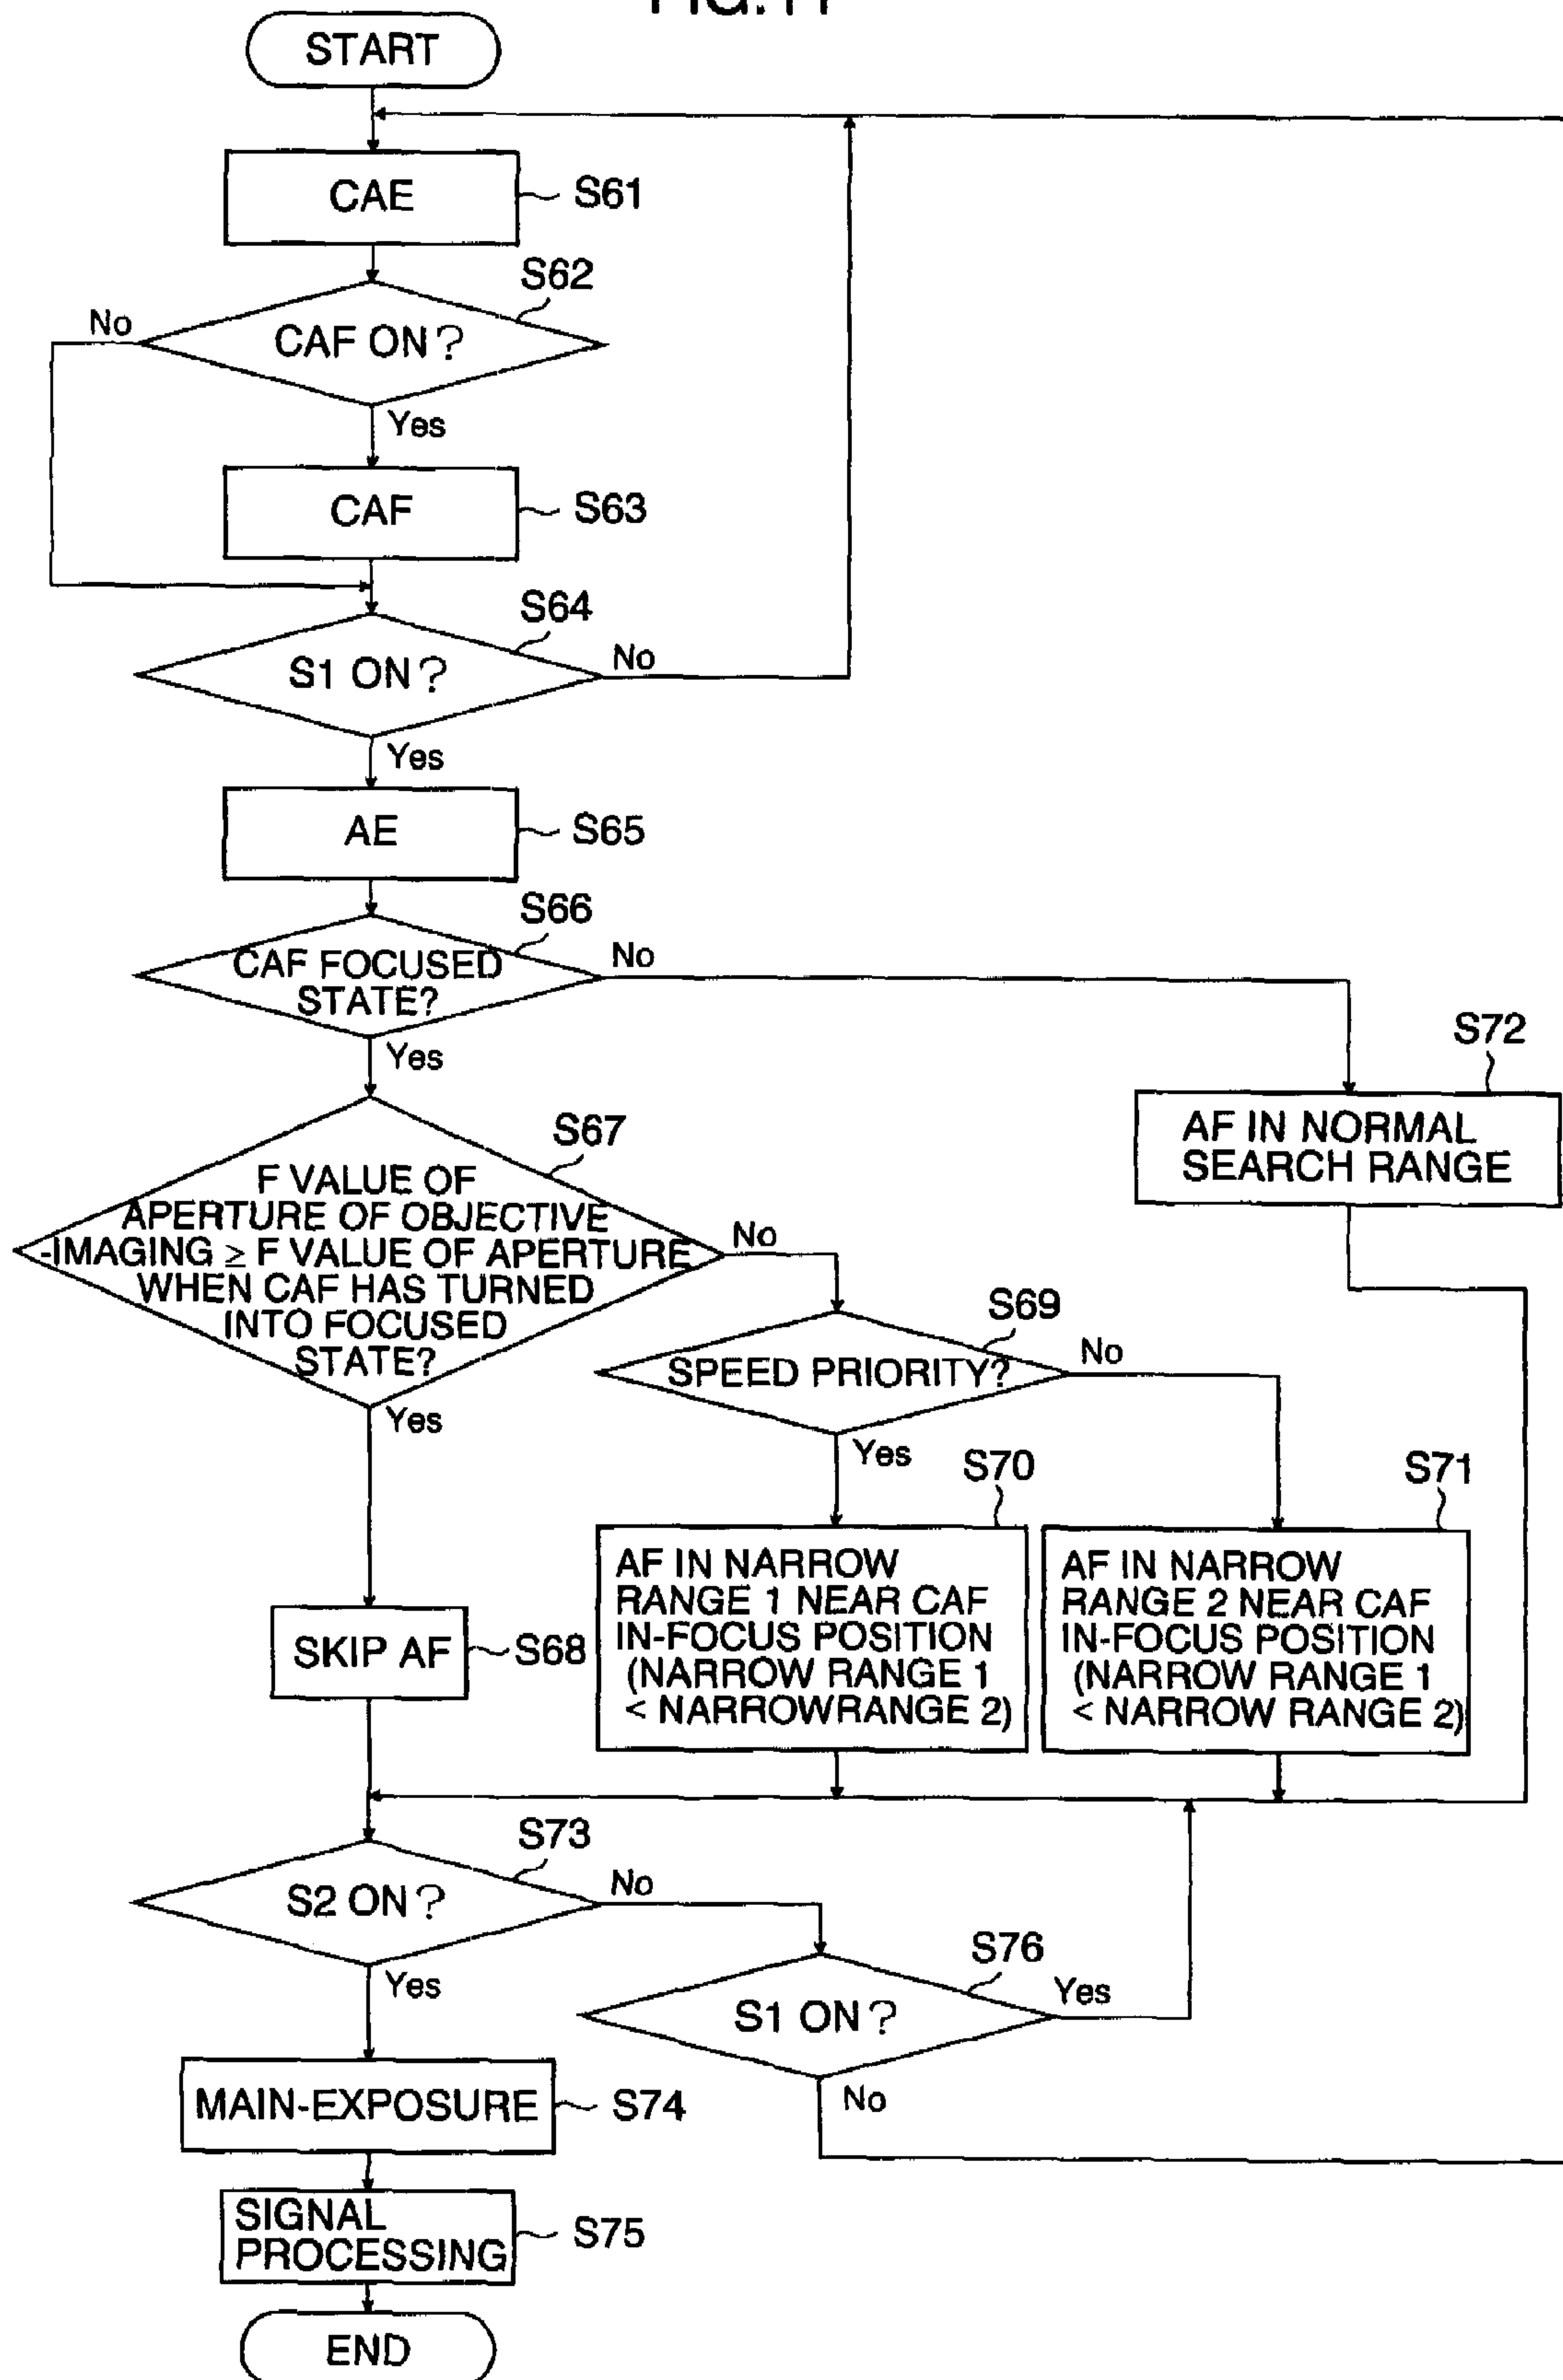 FIG.11
START
CAE
S61
S62
No
CAF ON?
Yes
CAF
S63
S64
S1 ON?
No
Yes
AE
S65
S66
CAF FOCUSED
STATE?
No
Yes
S72
AF IN NORMAL
SEARCH RANGE
S67
F VALUE OF
APERTURE OF OBJECTIVE
-IMAGING ≥ F VALUE OF APERTURE
WHEN CAF HAS TURNED
INTO FOCUSED
STATE?
No
Yes
S69
SPEED PRIORITY?
No
Yes
S70
AF IN NARROW
RANGE 1 NEAR CAF
IN-FOCUS POSITION
(NARROW RANGE 1
< NARROWRANGE 2)
S71
AF IN NARROW
RANGE 2 NEAR CAF
IN-FOCUS POSITION
(NARROW RANGE 1
< NARROW RANGE 2)
SKIP AF
S68
S73
S2 ON?
No
Yes
S76
S1 ON?
Yes
No
MAIN-EXPOSURE
S74
SIGNAL
PROCESSING
S75
END